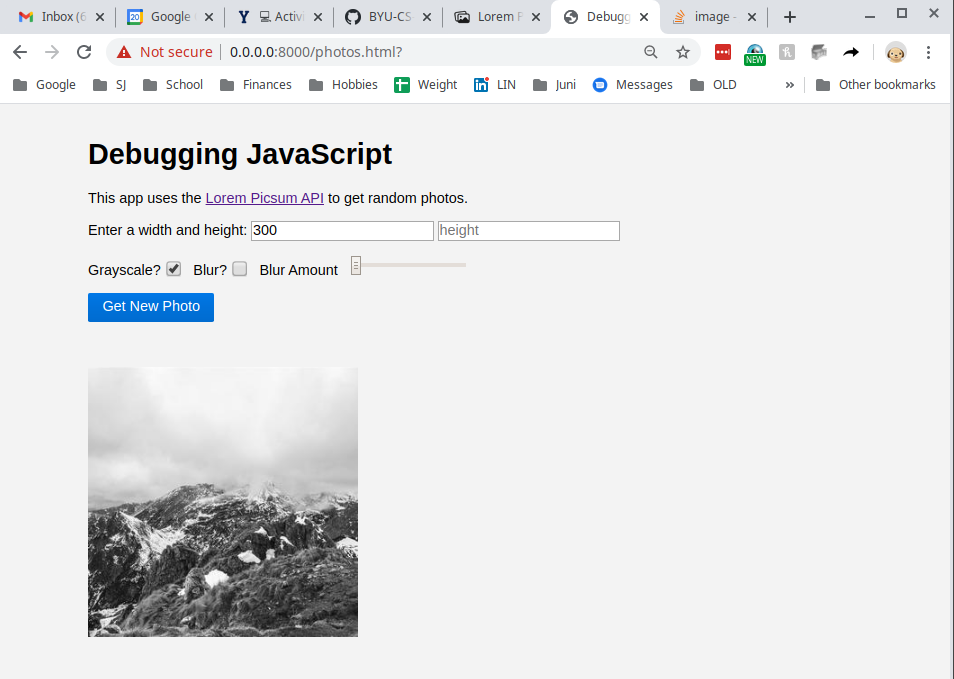 Inbox (6
20 Google
Y Activi
BYU-CS
Lorem P
Debugg
image -
Not secure 0.0.0.0:8000/photos.html?
NEW
Google SJ School Finances Hobbies Weight in LIN Juni Messages OLD » Other bookmarks
Debugging JavaScript
This app uses the Lorem Picsum API to get random photos.
Enter a width and height: 300 height
Grayscale? Blur? Blur Amount
Get New Photo